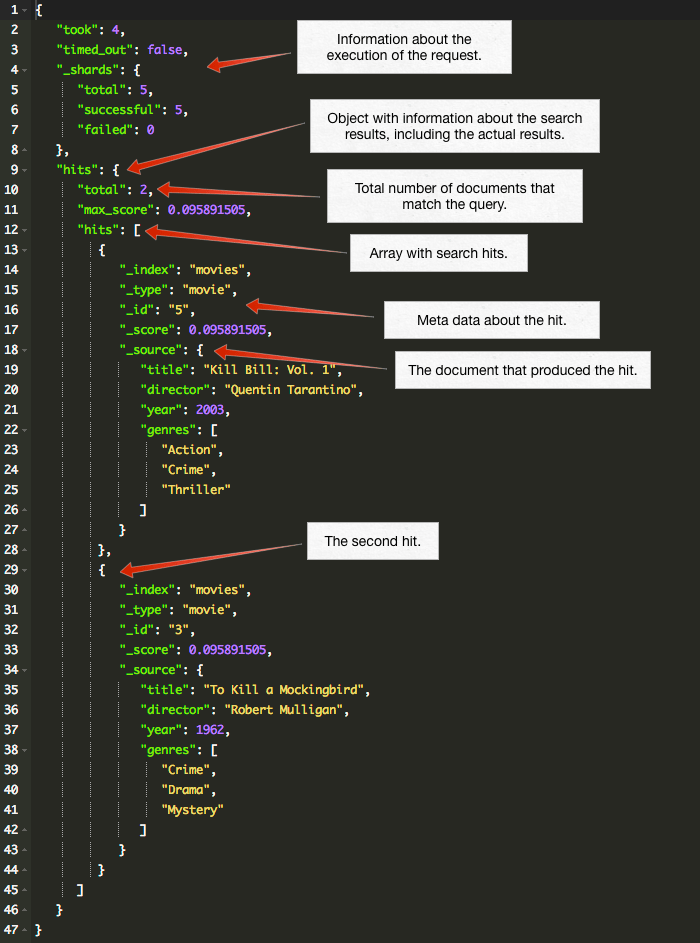 1 {
2 "took": 4,
Information about the
execution of the request.
3 "timed_out": false,
4 "_shards": {
5 "total": 5,
6 "successful": 5,
Object with information about the search
results, including the actual results.
7 "failed": 0
8 },
9 "hits": {
10 "total": 2,
Total number of documents that
match the query.
11 "max_score": 0.095891505,
12 "hits": [
Array with search hits.
13 {
14 "_index": "movies",
15 "_type": "movie",
16 "_id": "5",
Meta data about the hit.
17 "_score": 0.095891505,
18 "_source": {
The document that produced the hit.
19 "title": "Kill Bill: Vol. 1",
20 "director": "Quentin Tarantino",
21 "year": 2003,
22 "genres": [
23 "Action",
24 "Crime",
25 "Thriller"
26 ]
27 }
The second hit.
28 },
29 {
30 "_index": "movies",
31 "_type": "movie",
32 "_id": "3",
33 "_score": 0.095891505,
34 "_source": {
35 "title": "To Kill a Mockingbird",
36 "director": "Robert Mulligan",
37 "year": 1962,
38 "genres": [
39 "Crime",
40 "Drama",
41 "Mystery"
42 ]
43 }
44 }
45 ]
46 }
47 }